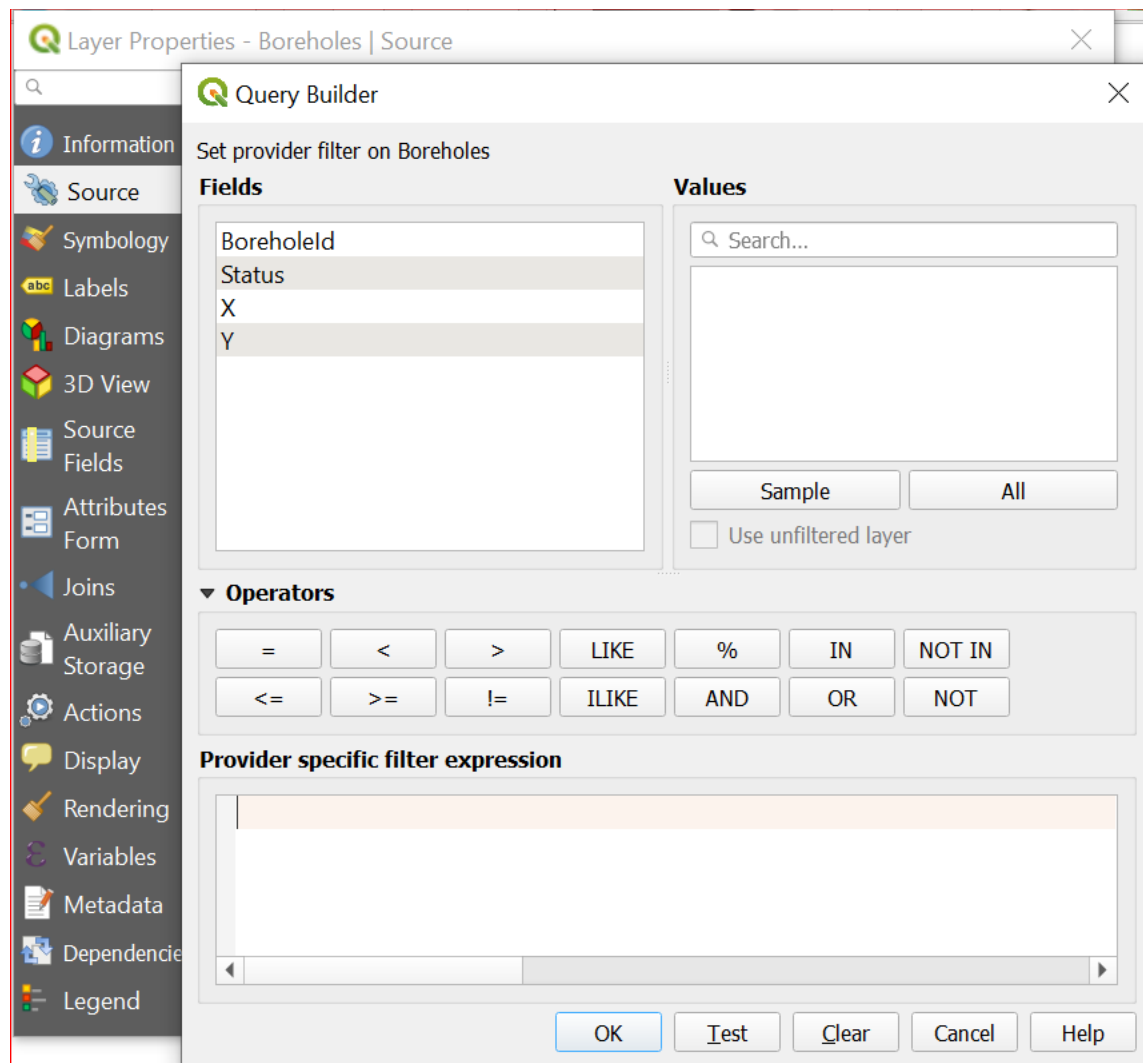 Layer Properties - Boreholes | Source
Query Builder
Information
Source
Symbology
abc
Labels
Diagrams
3D View
Source
Fields
Attributes
Form
Joins
Auxiliary
Storage
Actions
Display
Rendering
Variables
Metadata
Dependencie
Legend
Set provider filter on Boreholes
Fields
BoreholeId
Status
X
Y
Values
Search...
Sample
All
Use unfiltered layer
Operators
= < > LIKE % IN NOT IN
<= >= != ILIKE AND OR NOT
Provider specific filter expression
OK Test Clear Cancel Help